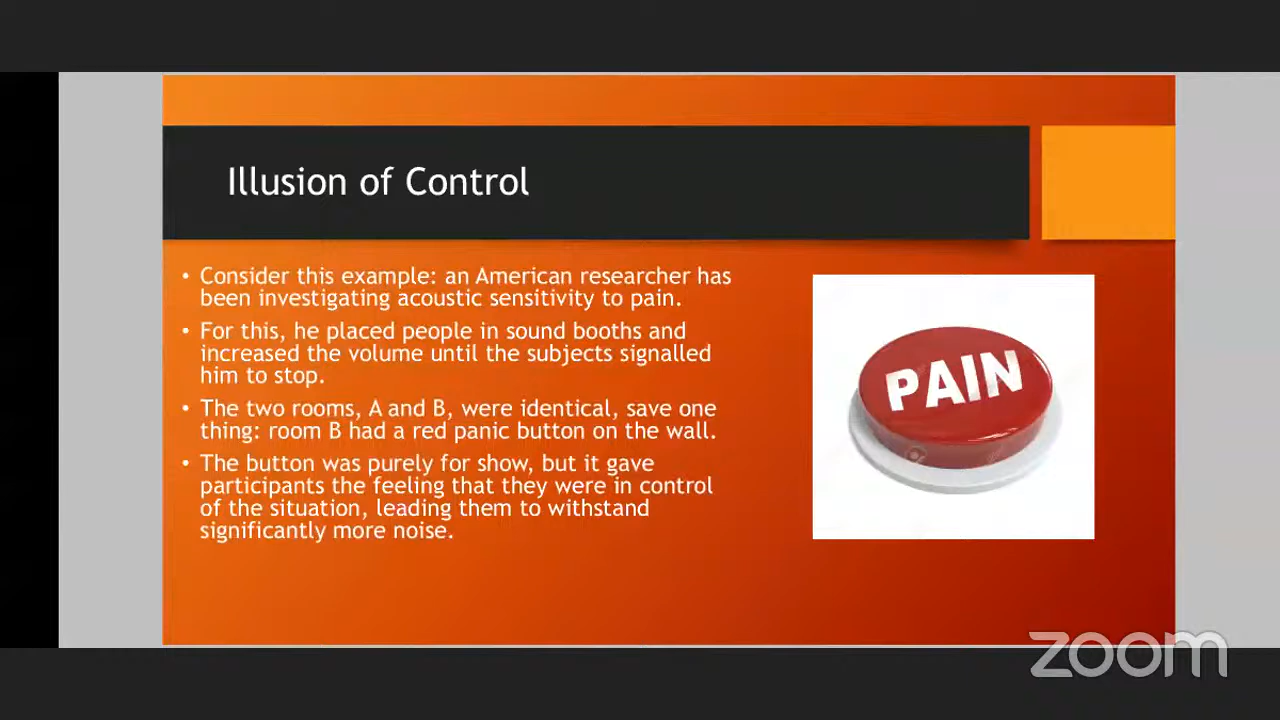 Illusion of Control
• Consider this example: an American researcher has
been investigating acoustic sensitivity to pain.
• For this, he placed people in sound booths and
increased the volume until the subjects signalled
him to stop.
• The two rooms, A and B, were identical, save one
thing: room B had a red panic button on the wall.
• The button was purely for show, but it gave
participants the feeling that they were in control
of the situation, leading them to withstand
significantly more noise.
PAIN
zoom